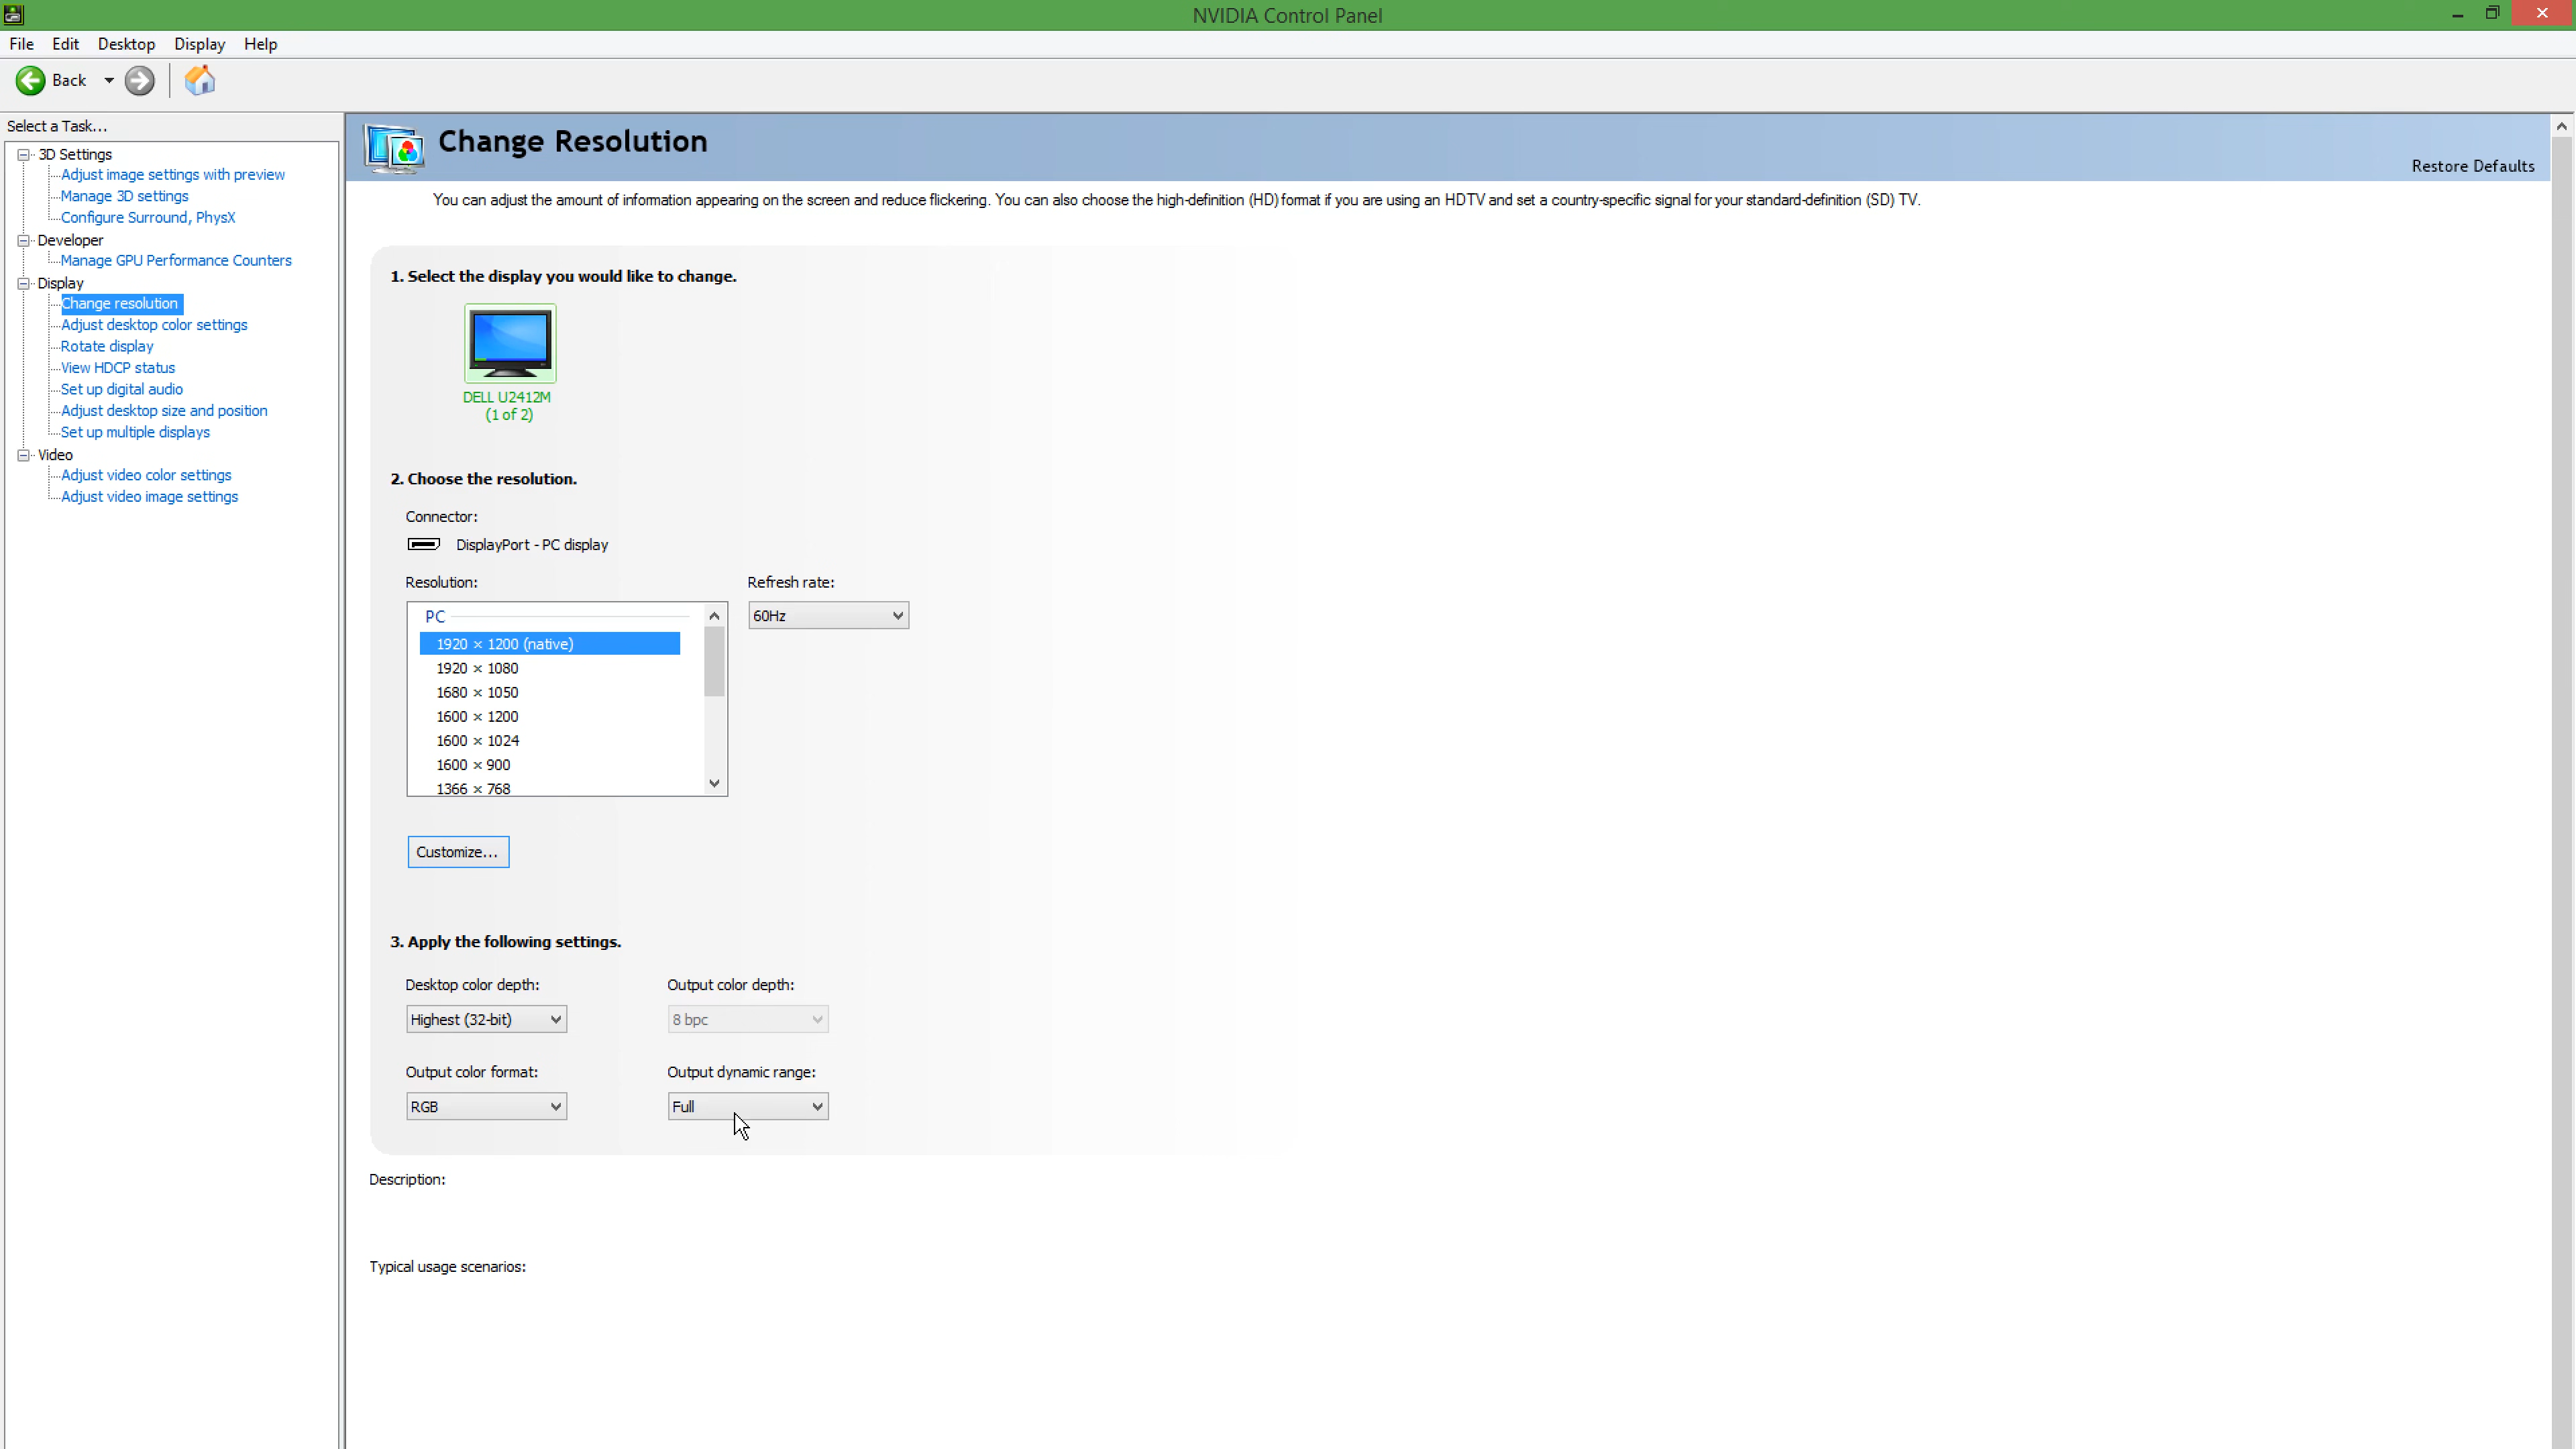 NVIDIA Control Panel
File Edit Desktop Display Help
Back
Select a Task...
3D Settings
Adjust image settings with preview
Manage 3D settings
Configure Surround, PhysX
Developer
Manage GPU Performance Counters
Display
Change resolution
Adjust desktop color settings
Rotate display
View HDCP status
Set up digital audio
Adjust desktop size and position
Set up multiple displays
Video
Adjust video color settings
Adjust video image settings
Change Resolution
Restore Defaults
You can adjust the amount of information appearing on the screen and reduce flickering. You can also choose the high-definition (HD) format if you are using an HDTV and set a country-specific signal for your standard-definition (SD) TV.
1. Select the display you would like to change.
DELL U2412M
(1 of 2)
2. Choose the resolution.
Connector:
DisplayPort - PC display
Resolution: Refresh rate:
PC
60Hz
1920 × 1200 (native)
1920 × 1080
1680 × 1050
1600 × 1200
1600 × 1024
1600 × 900
1366 × 768
Customize...
3. Apply the following settings.
Desktop color depth: Output color depth:
Highest (32-bit) 8 bpc
Output color format: Output dynamic range:
RGB Full
Description:
Typical usage scenarios: